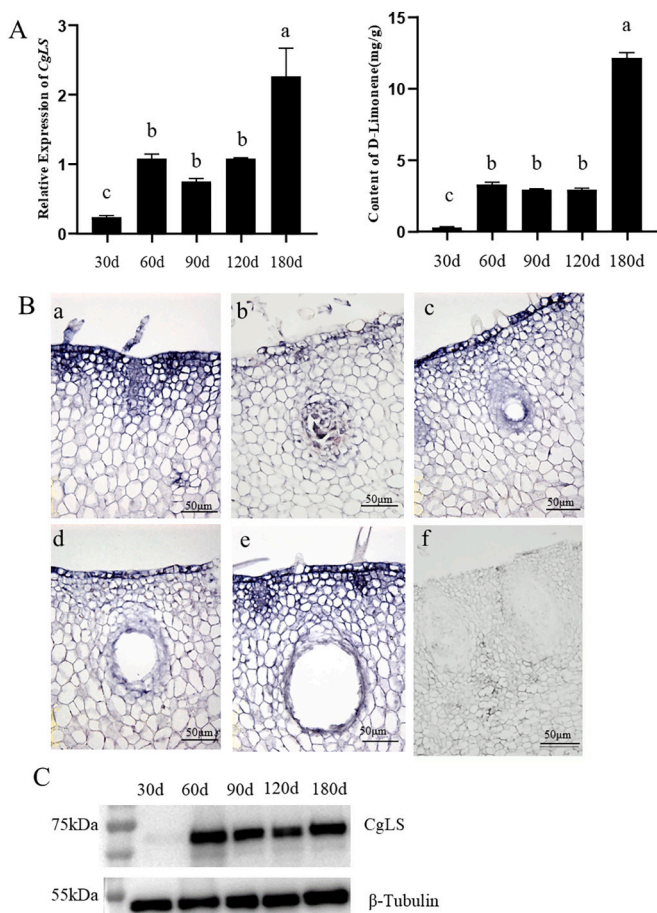 A
Relative Expression of CgLS
3
2
1
0
c
b
b
b
a
30d 60d 90d 120d 180d
Content of D-Limonene(mg/g)
15
10
5
0
c
b
b
b
a
30d 60d 90d 120d 180d
B
a
50μm
b
50μm
c
50μm
d
50μm
e
50μm
f
50μm
C
30d 60d 90d 120d 180d
75kDa
CgLS
55kDa
β-Tubulin